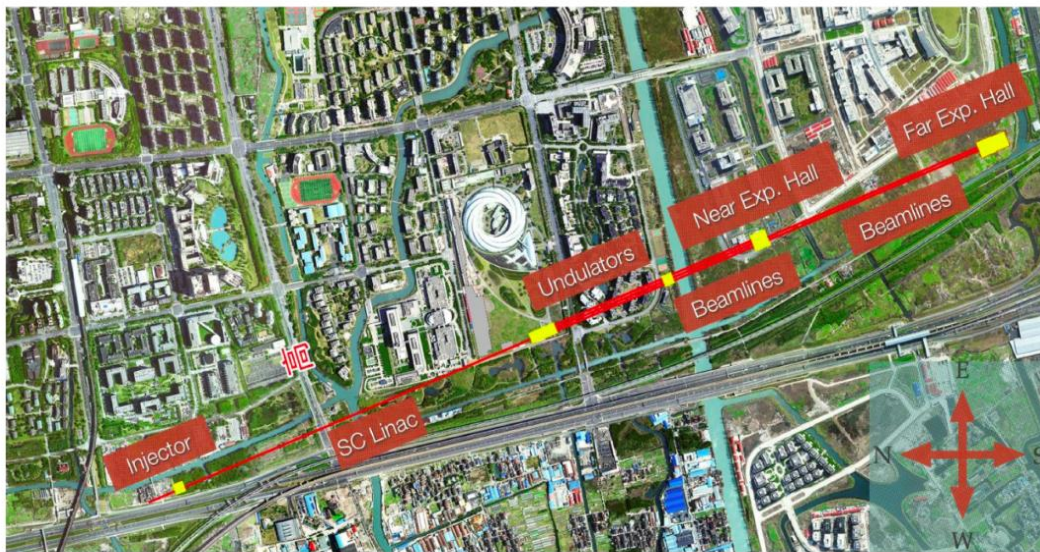 Far Exp. Hall
Near Exp. Hall
Beamlines
Undulators
Beamlines
SC Linac
Injector
E
N
S
W